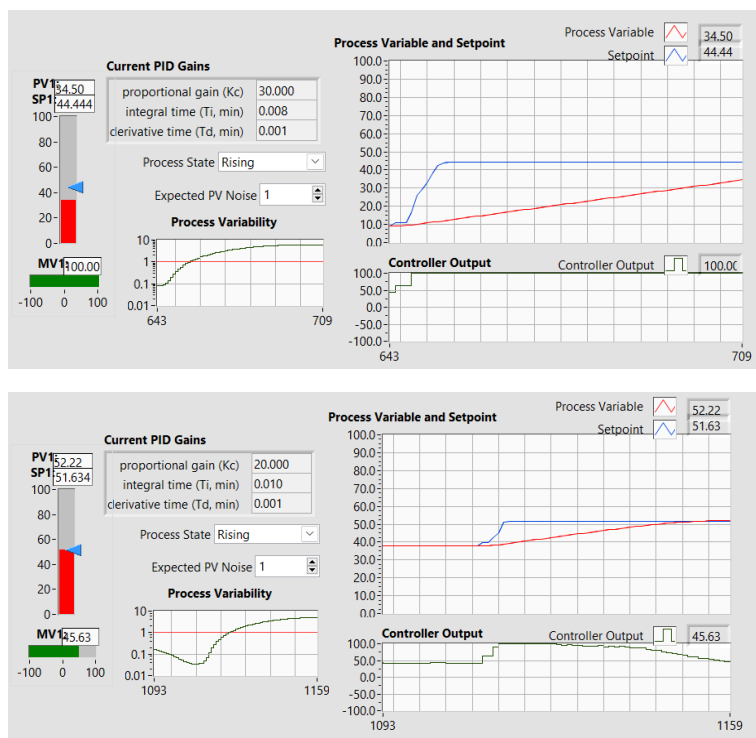 Process Variable 34.50
Process Variable and Setpoint
Setpoint 44.44
Current PID Gains
PV1: 34.50
SP1: 44.444
proportional gain (Kc) 30.000
integral time (Ti, min) 0.008
derivative time (Td, min) 0.001
Process State Rising
Expected PV Noise 1
Process Variability
100-
80-
60-
40-
20-
0-
MV1: 100.00
-100 0 100
10
1
0.1
0.01
643 709
100.0
90.0
80.0
70.0
60.0
50.0
40.0
30.0
20.0
10.0
0.0
Controller Output
Controller Output 100.00
100.0
50.0
0.0
-50.0
-100.0
643 709
Process Variable 52.22
Process Variable and Setpoint
Setpoint 51.63
Current PID Gains
PV1: 52.22
SP1: 51.634
proportional gain (Kc) 20.000
integral time (Ti, min) 0.010
derivative time (Td, min) 0.001
Process State Rising
Expected PV Noise 1
Process Variability
100-
80-
60-
40-
20-
0-
MV1: 45.63
-100 0 100
10
1
0.1
0.01
1093 1159
100.0
90.0
80.0
70.0
60.0
50.0
40.0
30.0
20.0
10.0
0.0
Controller Output
Controller Output 45.63
100.0
50.0
0.0
-50.0
-100.0
1093 1159